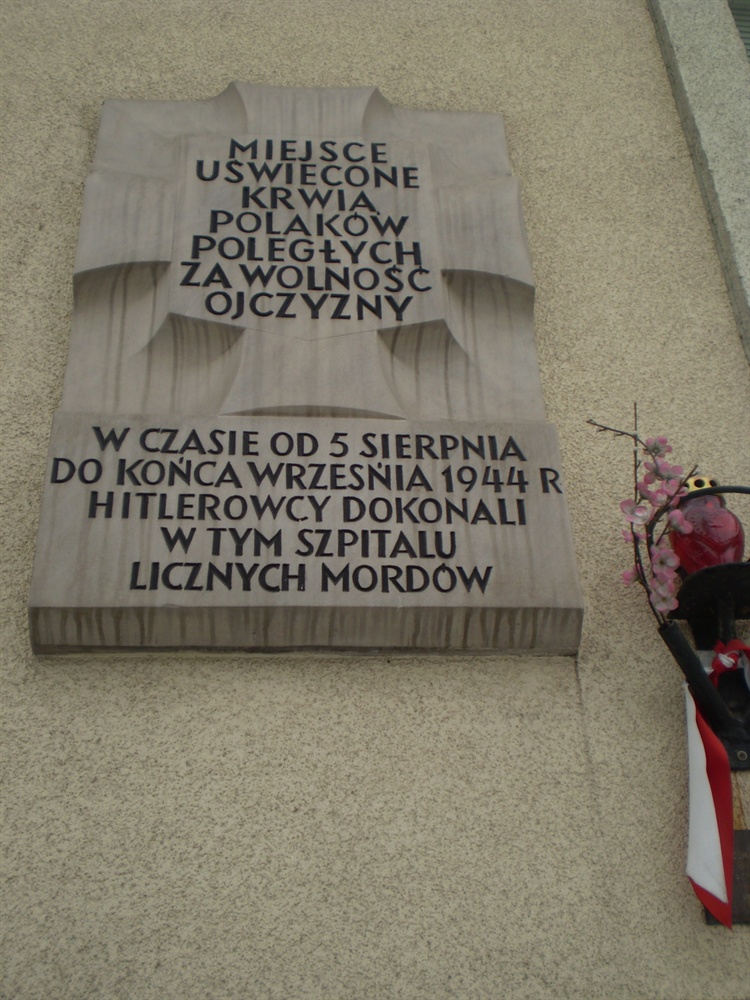 MIEJSCE
UŚWIĘCONE
KRWIĄ
POLAKÓW
POLEGŁYCH
ZA WOLNOŚĆ
OJCZYZNY
W CZASIE OD 5 SIERPNIA
DO KOŃCA WRZEŚNIA 1944 R
HITLEROWCY DOKONALI
W TYM SZPITALU
LICZNYCH MORDÓW